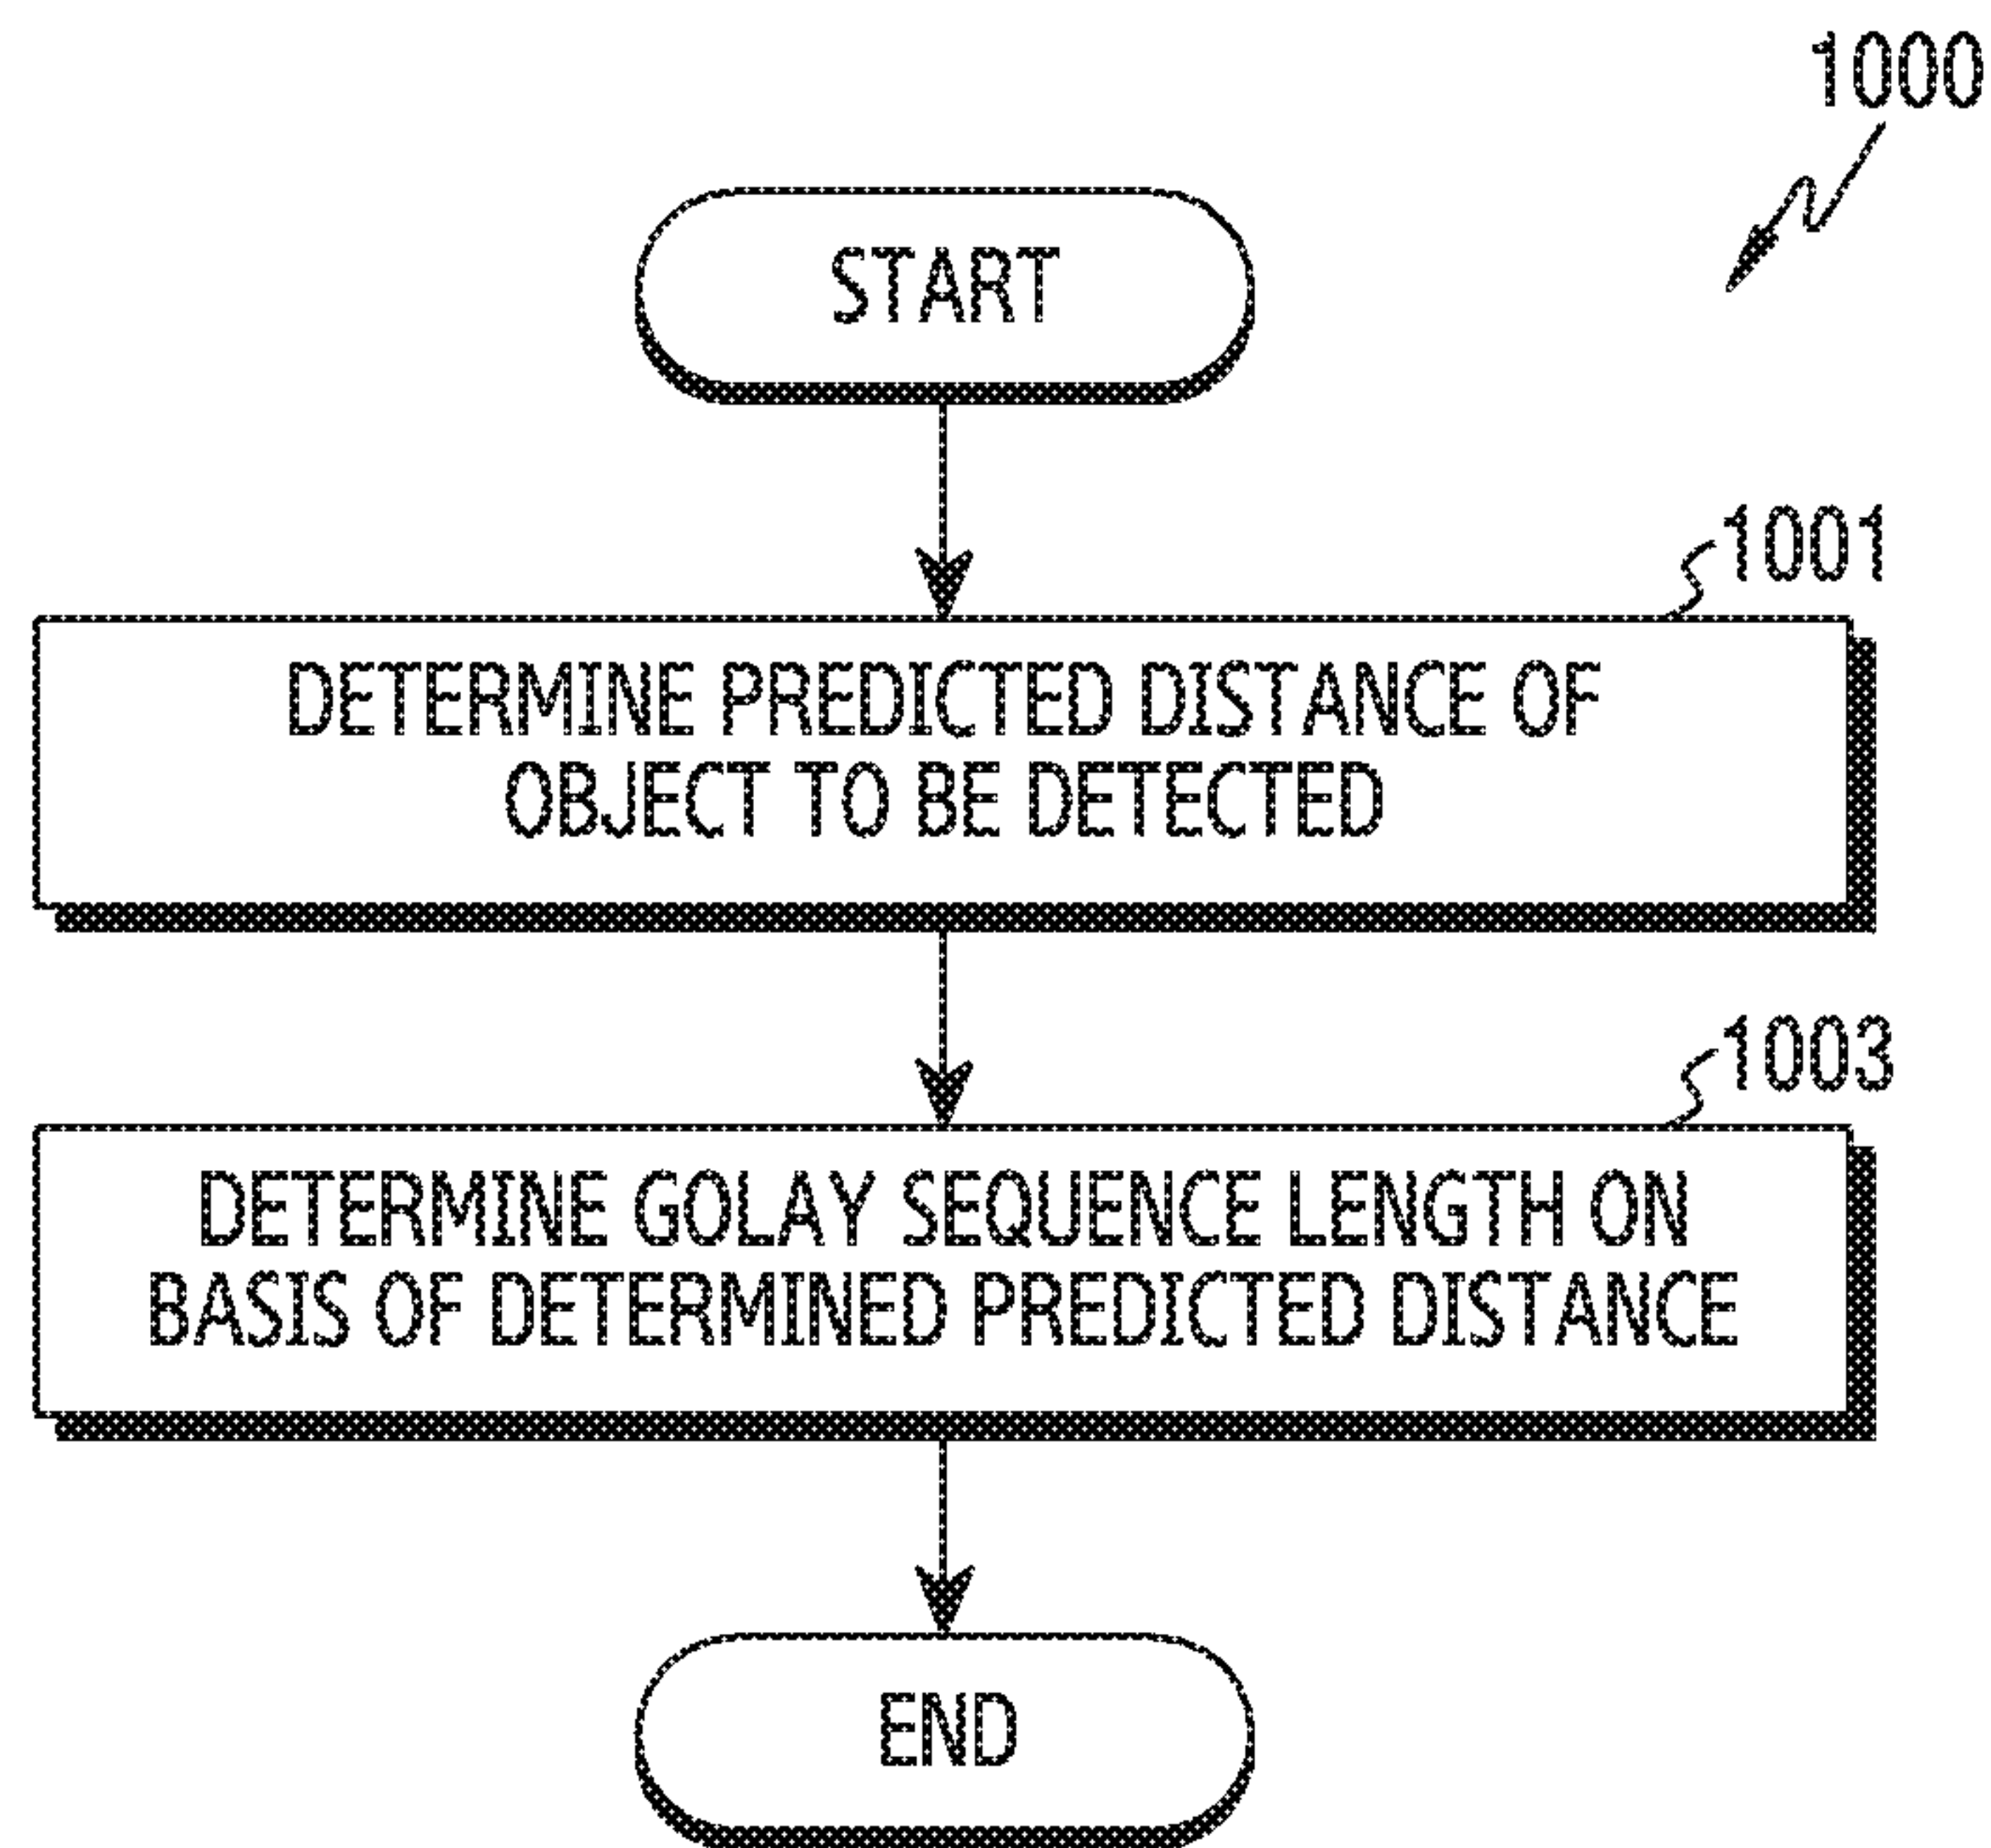 1000
START
1001
DETERMINE PREDICTED DISTANCE OF
OBJECT TO BE DETECTED
1003
DETERMINE GOLAY SEQUENCE LENGTH ON
BASIS OF DETERMINED PREDICTED DISTANCE
END